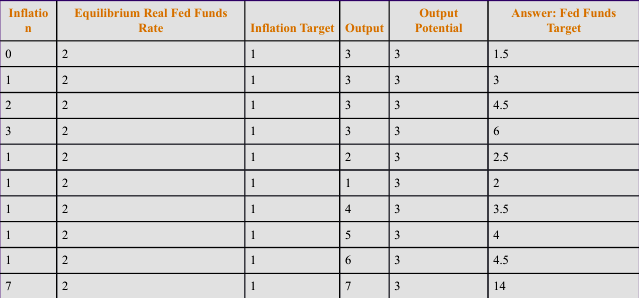 Inflatio
n
Equilibrium Real Fed Funds
Rate
Inflation Target
Output
Output
Potential
Answer: Fed Funds
Target
0 2 1 3 3 1.5
1 2 1 3 3 3
2 2 1 3 3 4.5
3 2 1 3 3 6
1 2 1 2 3 2.5
1 2 1 1 3 2
1 2 1 4 3 3.5
1 2 1 5 3 4
1 2 1 6 3 4.5
7 2 1 7 3 14